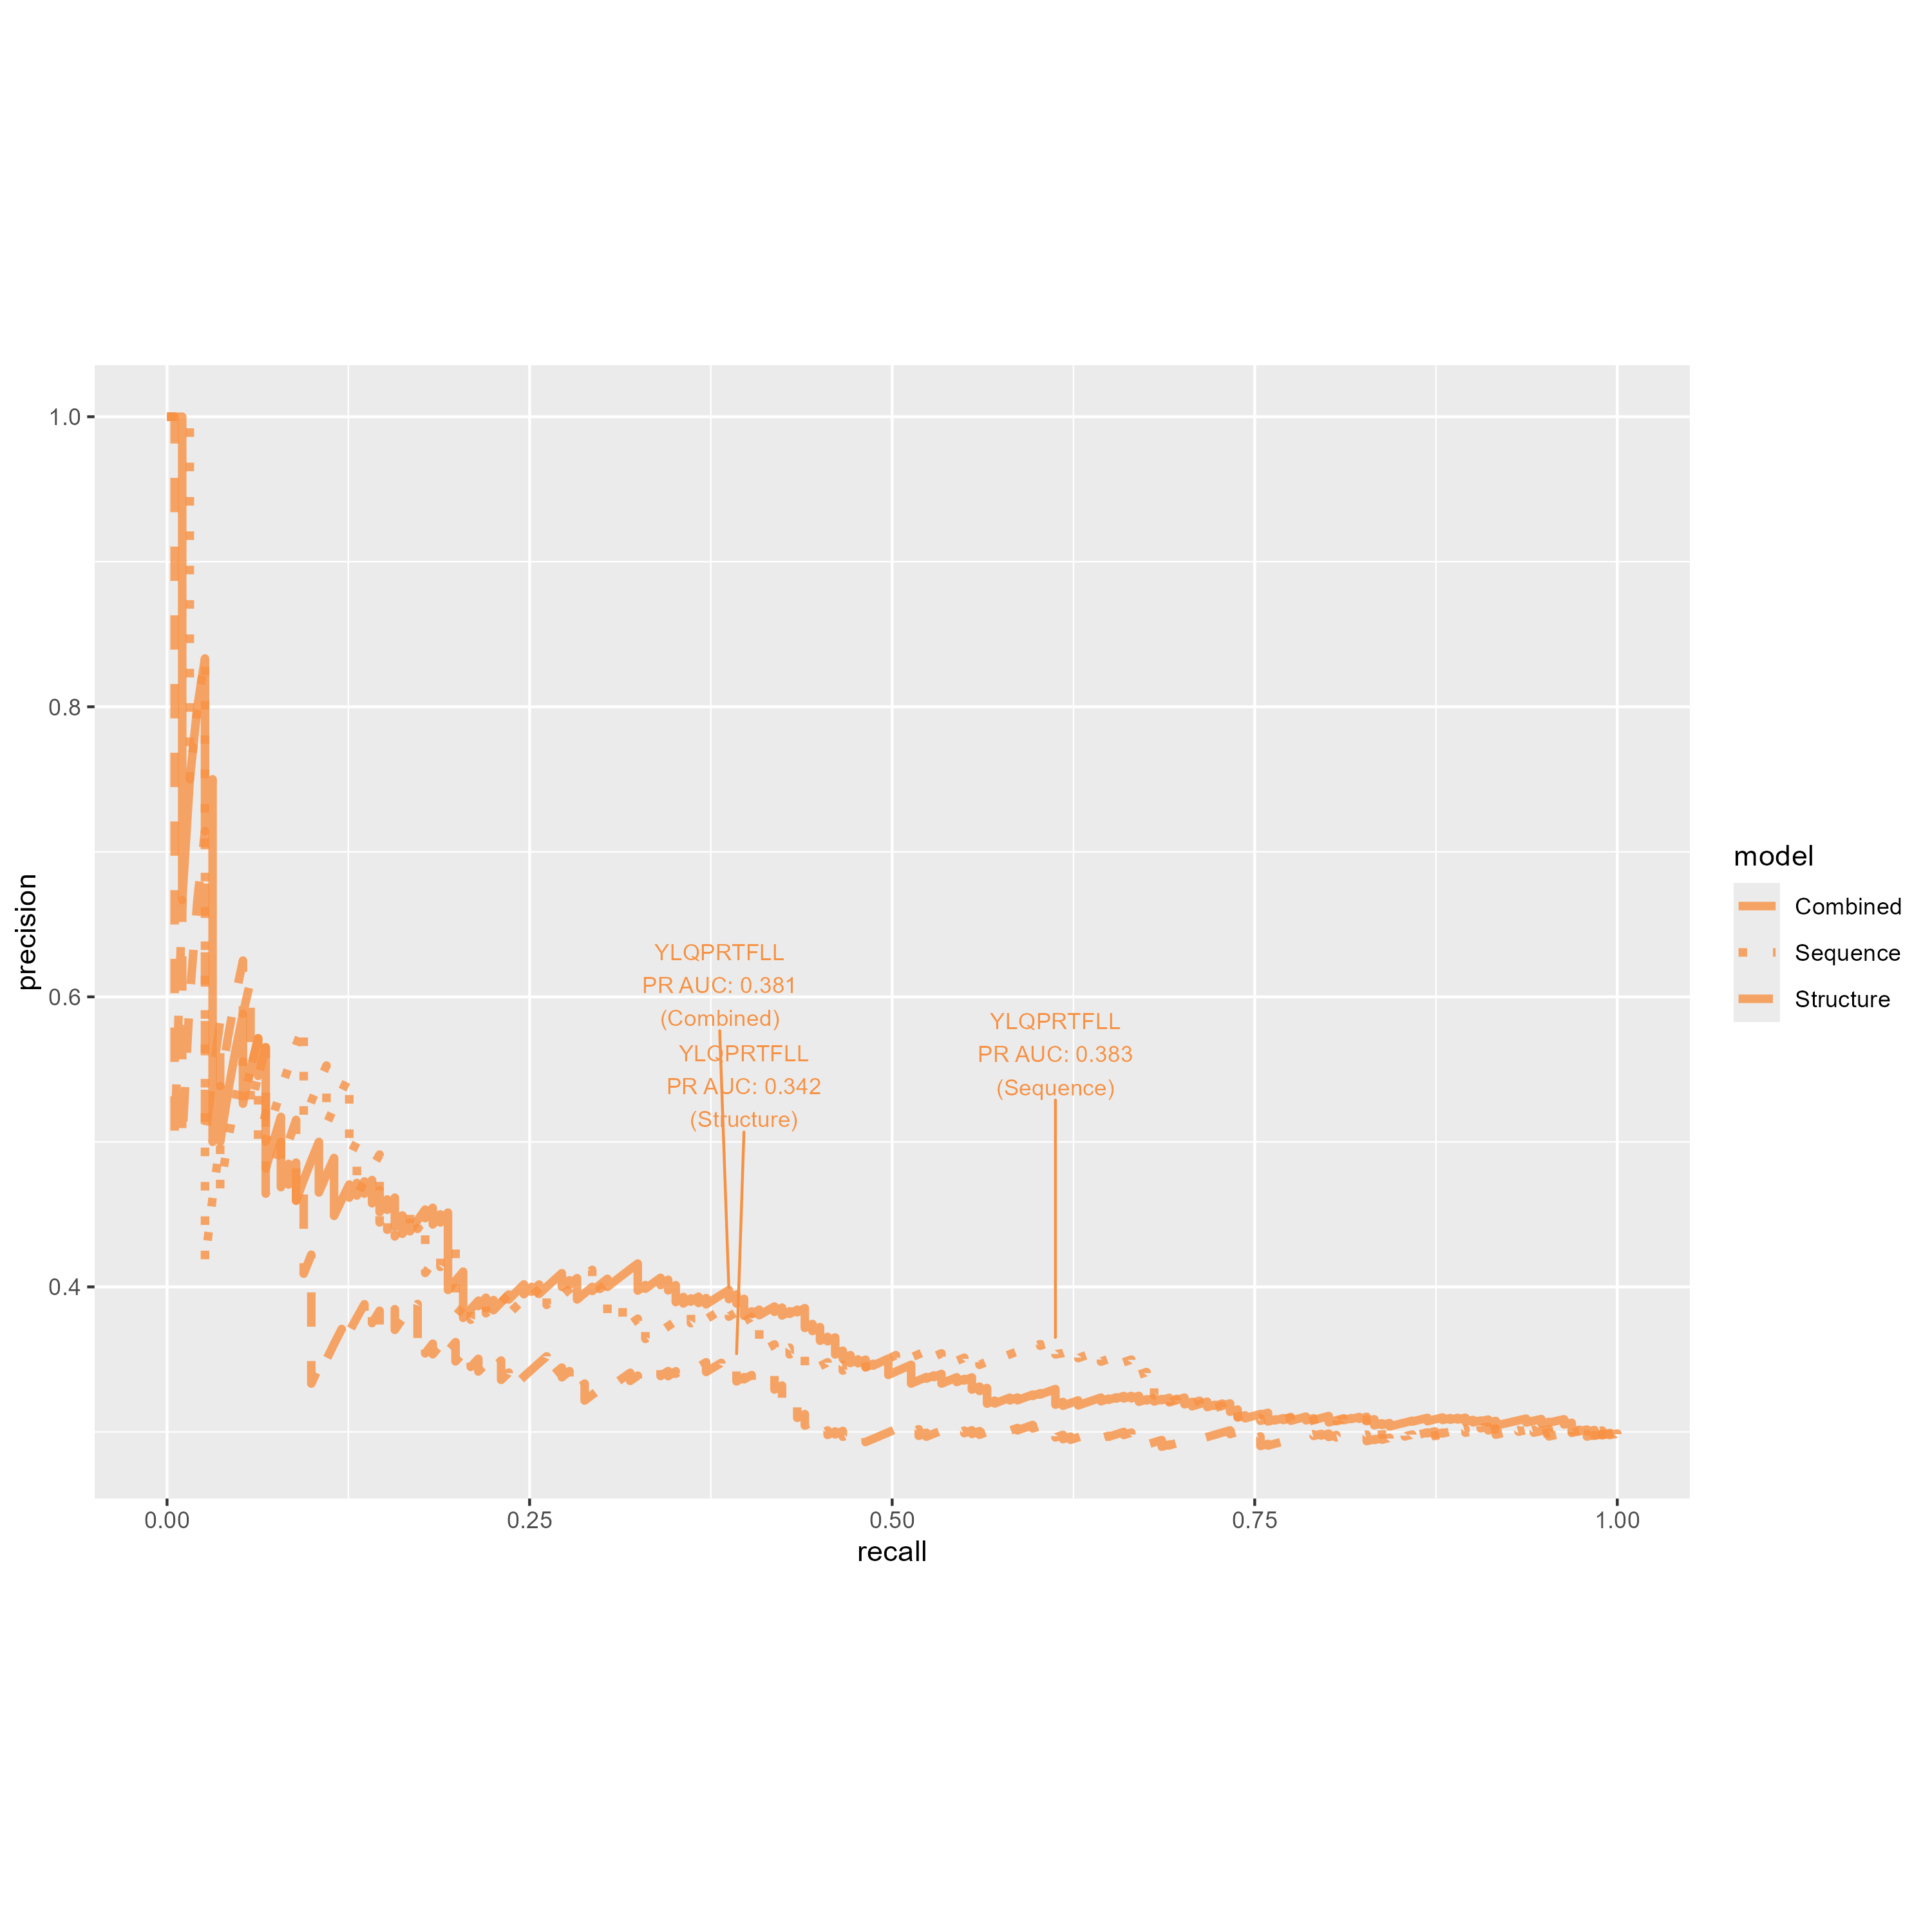 1.0
0.8
0.6
0.4
precision
YLQPRTFLL
PR AUC: 0.381
(Combined)
YLQPRTFLL
PR AUC: 0.342
(Structure)
YLQPRTFLL
PR AUC: 0.383
(Sequence)
0.00
0.25
0.50
0.75
1.00
recall
model
Combined
Sequence
Structure